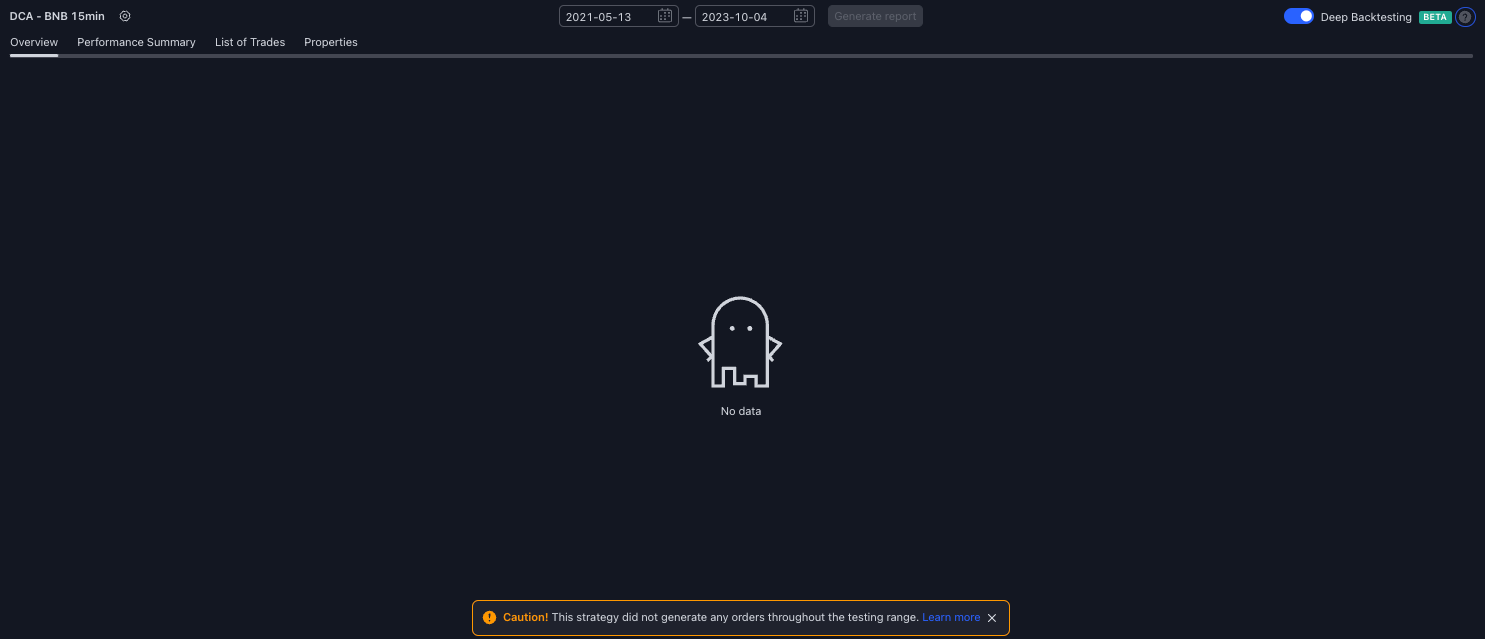 DCA - BNB 15min
2021-05-13 — 2023-10-04 Generate report
Deep Backtesting BETA ?
Overview Performance Summary List of Trades Properties
No data
! Caution! This strategy did not generate any orders throughout the testing range. Learn more